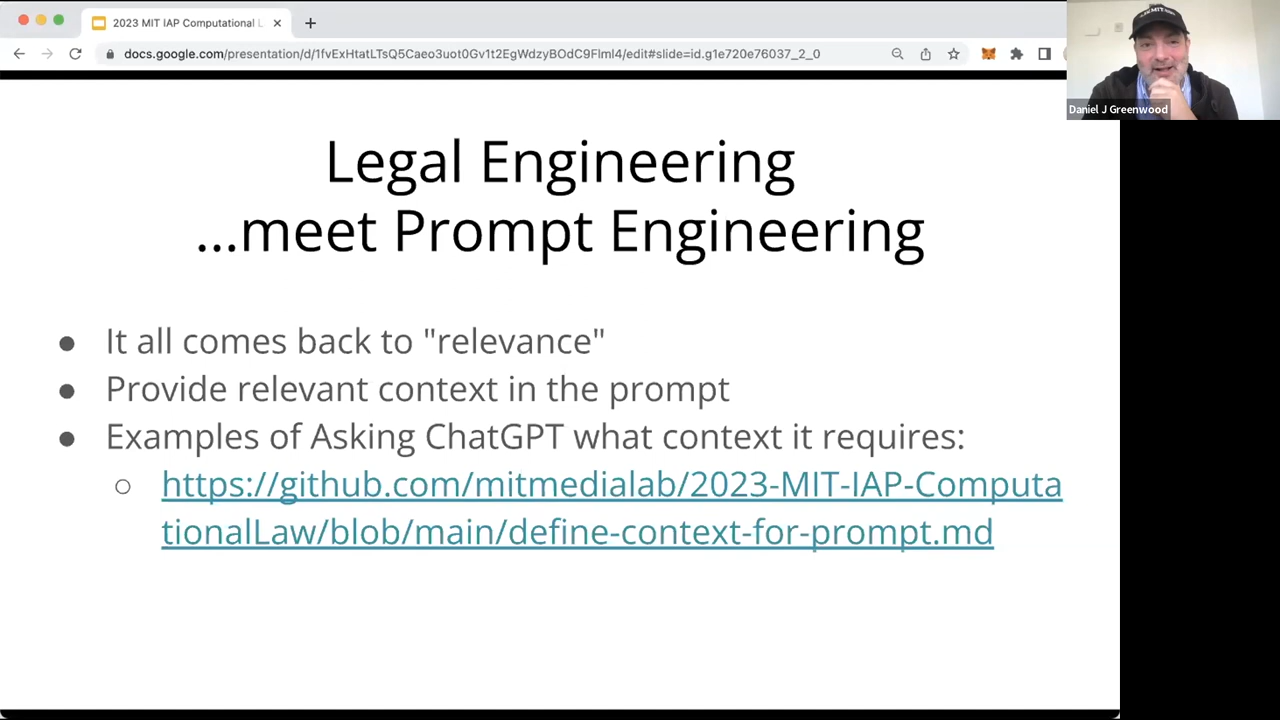 2023 MIT IAP Computational L
docs.google.com/presentation/d/1fvExHtatLTsQ5Caeo3uot0Gv1t2EgWdzyBOdC9Flml4/edit#slide=id.g1e720e76037_2_0
Daniel J Greenwood
Legal Engineering
...meet Prompt Engineering
● It all comes back to "relevance"
● Provide relevant context in the prompt
● Examples of Asking ChatGPT what context it requires:
○ https://github.com/mitmedialab/2023-MIT-IAP-Computa
tionalLaw/blob/main/define-context-for-prompt.md